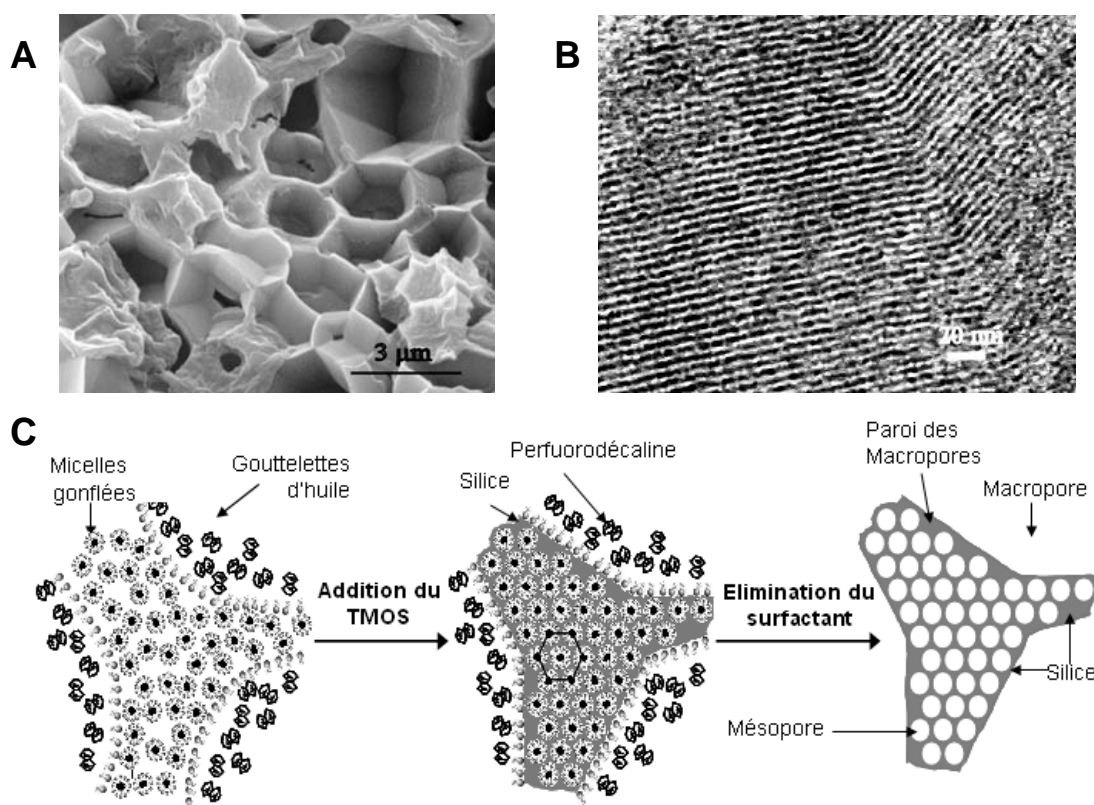 A
B
3 µm
20 nm
C
Micelles
gonflées
Gouttelettes
d'huile
Addition du
TMOS
Silice
Perfuorodécaline
Elimination du
surfactant
Paroi des
Macropores
Macropore
Silice
Mésopore